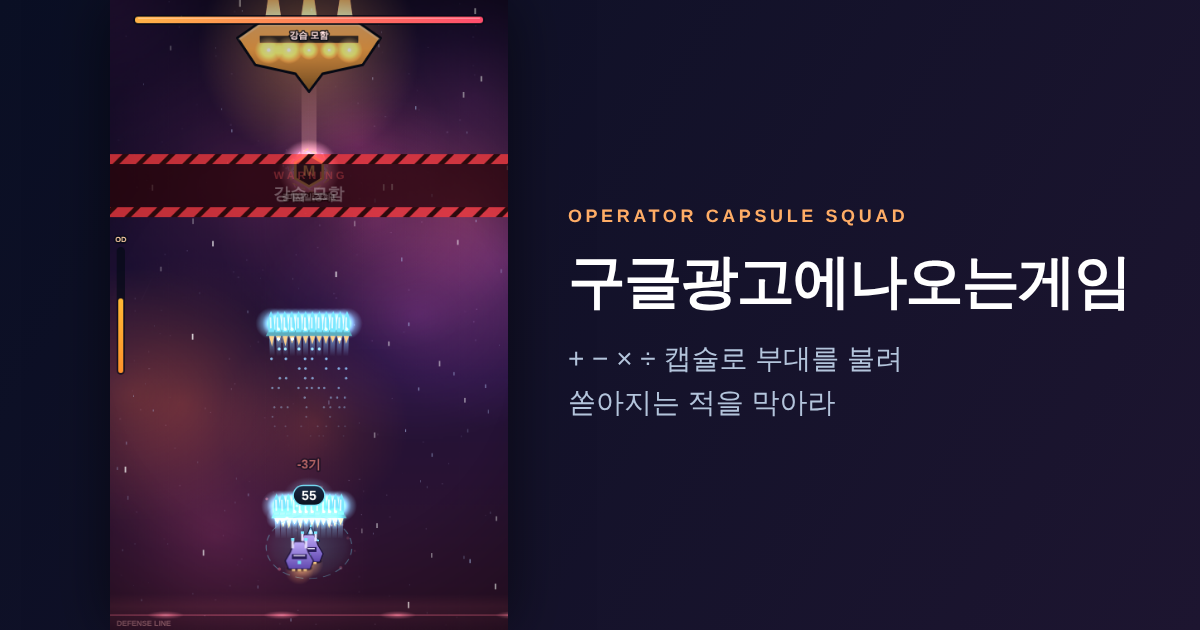 강습 모함
WARNING
M
강습 모함
OD
-3기
55
DEFENSE LINE
OPERATOR CAPSULE SQUAD
구글광고에나오는게임
+ − × ÷ 캡슐로 부대를 불려
쏟아지는 적을 막아라